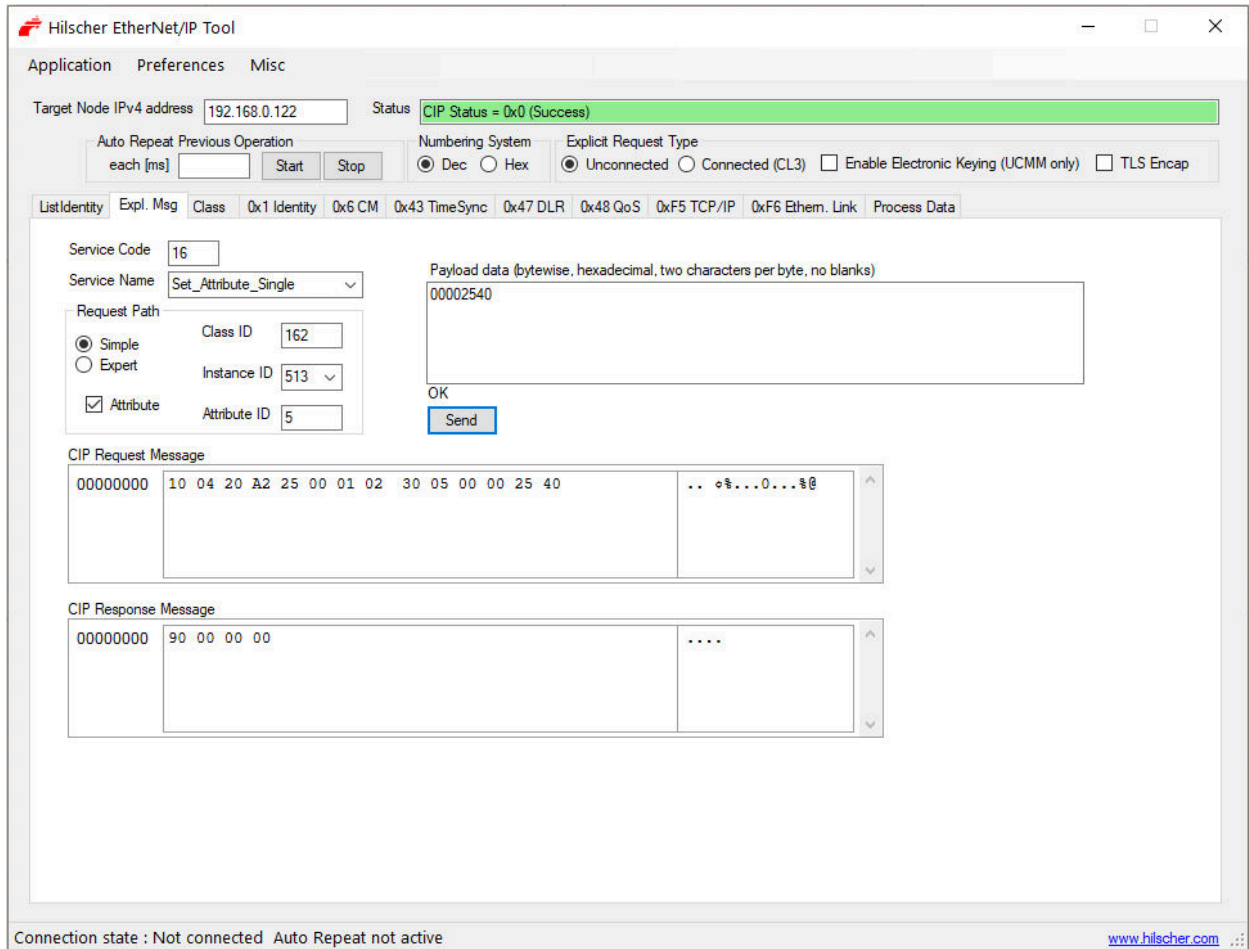 Hilscher EtherNet/IP Tool
Application Preferences Misc
Target Node IPv4 address 192.168.0.122 Status CIP Status = 0x0 (Success)
Auto Repeat Previous Operation Numbering System Explicit Request Type
each [ms] Start Stop Dec Hex Unconnected Connected (CL3) Enable Electronic Keying (UCMM only) TLS Encap
ListIdentity Expl. Msg Class 0x1 Identity 0x6 CM 0x43 TimeSync 0x47 DLR 0x48 QoS 0xF5 TCP/IP 0xF6 Ethern. Link Process Data
Service Code 16
Service Name Set_Attribute_Single
Payload data (bytewise, hexadecimal, two characters per byte, no blanks)
00002540
Request Path
Simple Class ID 162
Expert Instance ID 513
Attribute Attribute ID 5
OK
Send
CIP Request Message
00000000 10 04 20 A2 25 00 01 02 30 05 00 00 25 40 .. ¢%...0...%@
CIP Response Message
00000000 90 00 00 00 ....
Connection state : Not connected Auto Repeat not active www.hilscher.com